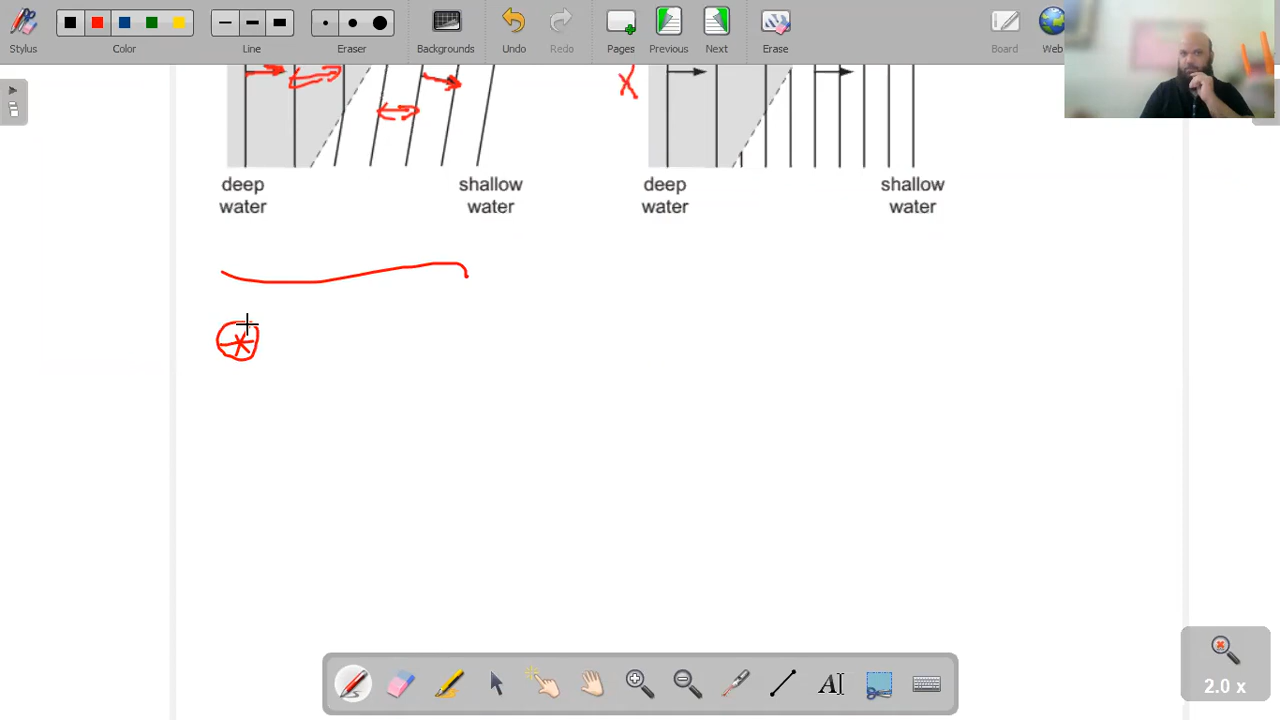 Stylus
Color
Line
Eraser
Backgrounds
Undo
Redo
Pages
Previous
Next
Erase
Board
Web
X
deep
water
shallow
water
deep
water
shallow
water
2.0 x